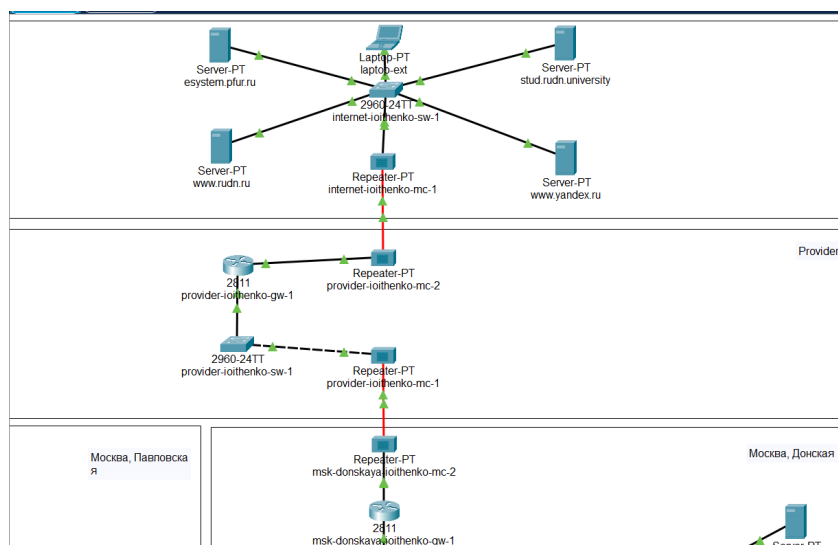 Server-PT
esystem.pfur.ru
Laptop-PT
laptop-ext
Server-PT
stud.rudn.university
2960-24TT
internet-ioithenko-sw-1
Server-PT
www.rudn.ru
Repeater-PT
internet-ioithenko-mc-1
Server-PT
www.yandex.ru
Provider
2811
provider-ioithenko-gw-1
Repeater-PT
provider-ioithenko-mc-2
2960-24TT
provider-ioithenko-sw-1
Repeater-PT
provider-ioithenko-mc-1
Москва, Павловска
я
Москва, Донская
Repeater-PT
msk-donskaya-ioithenko-mc-2
2811
msk-donskaya-ioithenko-gw-1
Server-PT